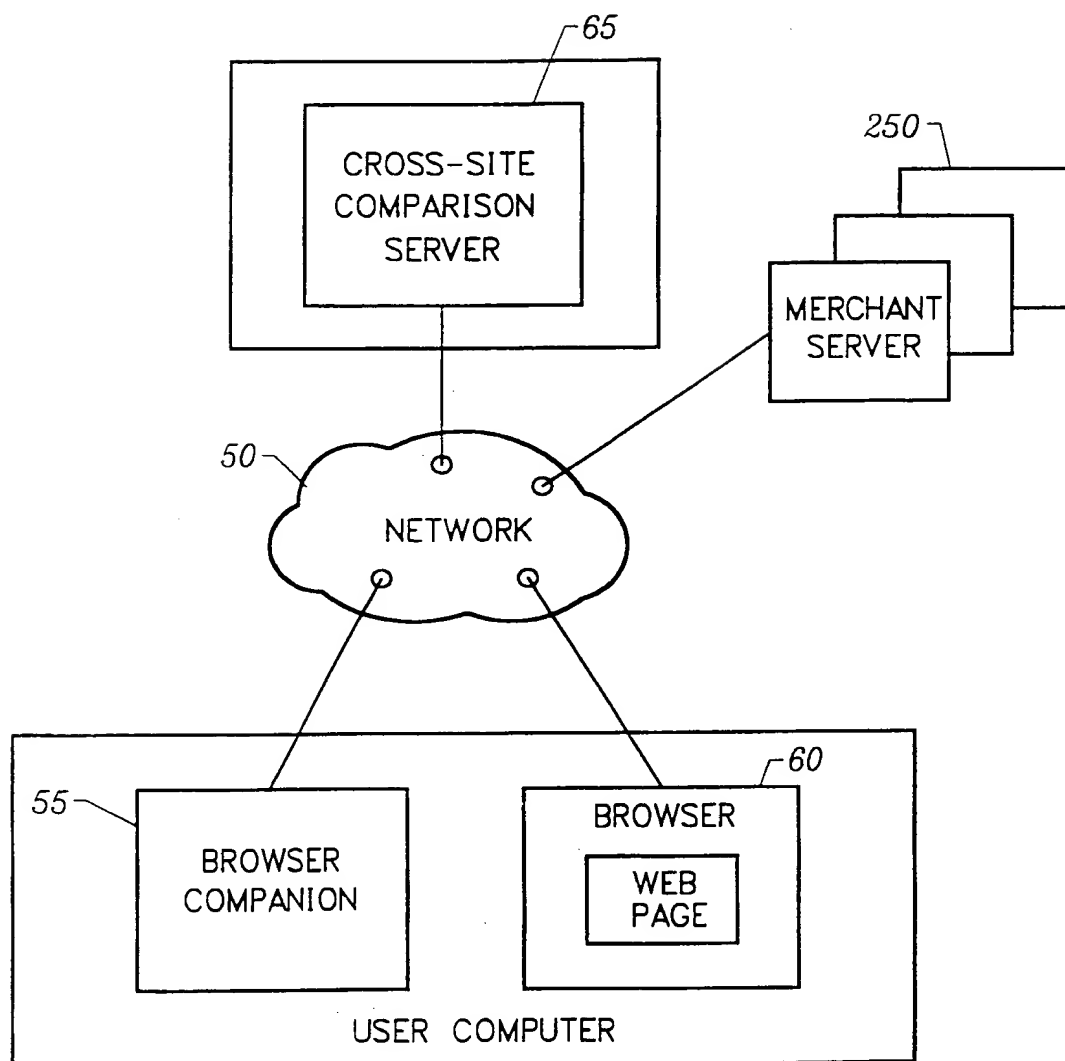 65
CROSS-SITE
COMPARISON
SERVER
250
MERCHANT
SERVER
50
NETWORK
55
BROWSER
COMPANION
60
BROWSER
WEB
PAGE
USER COMPUTER